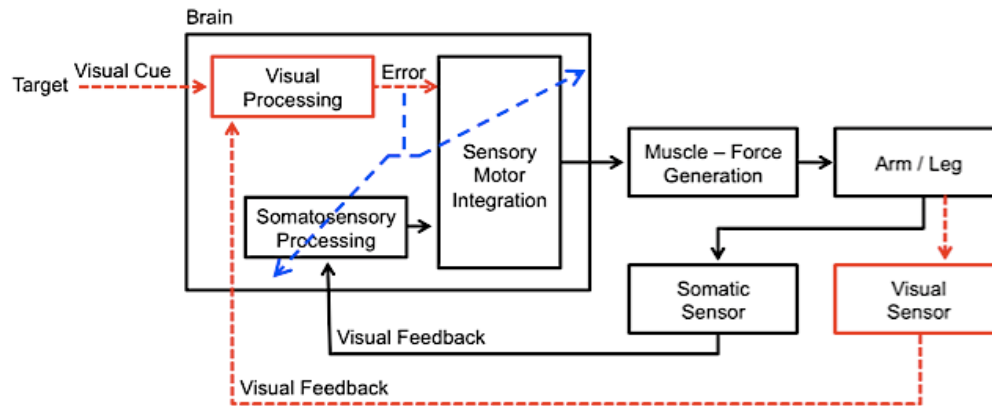 Brain
Target
Visual Cue
Visual
Processing
Error
Sensory
Motor
Integration
Somatosensory
Processing
Muscle – Force
Generation
Arm / Leg
Somatic
Sensor
Visual
Sensor
Visual Feedback
Visual Feedback